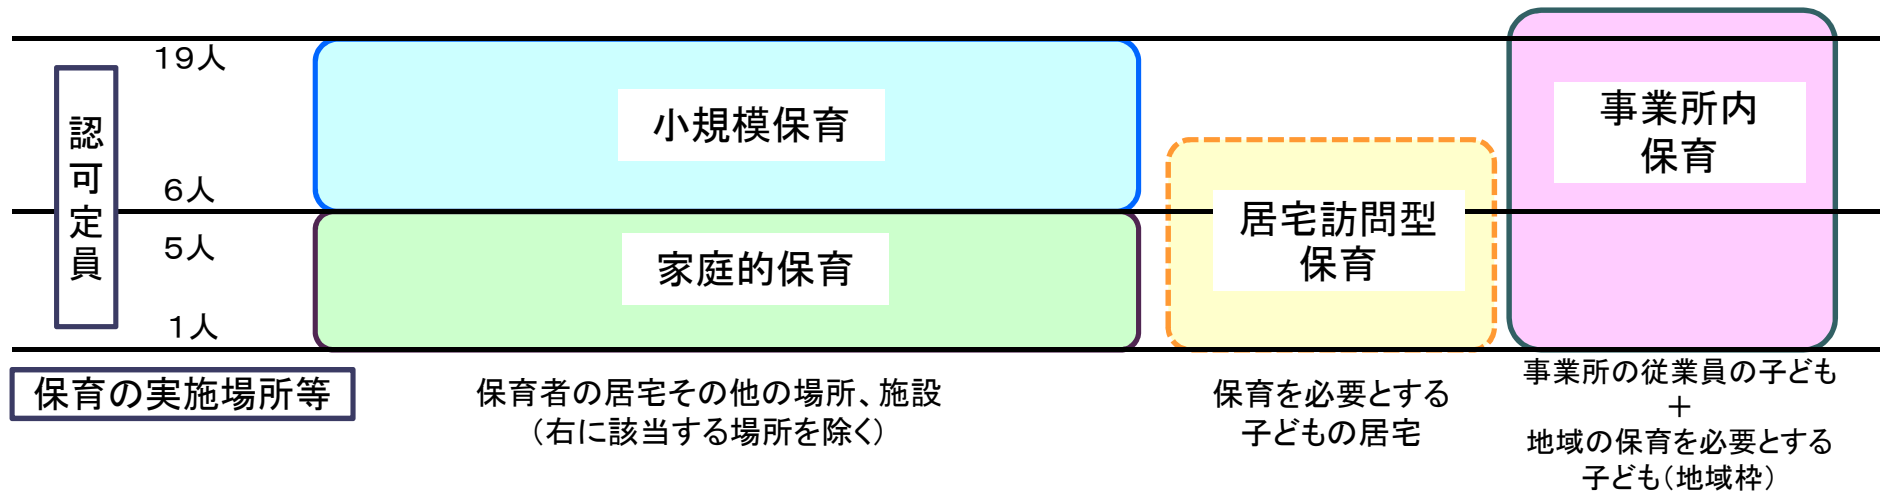 認可定員
19人
6人
5人
1人
小規模保育
家庭的保育
居宅訪問型
保育
事業所内
保育
保育の実施場所等
保育者の居宅その他の場所、施設
(右に該当する場所を除く)
保育を必要とする
子どもの居宅
事業所の従業員の子ども
＋
地域の保育を必要とする
子ども(地域枠)